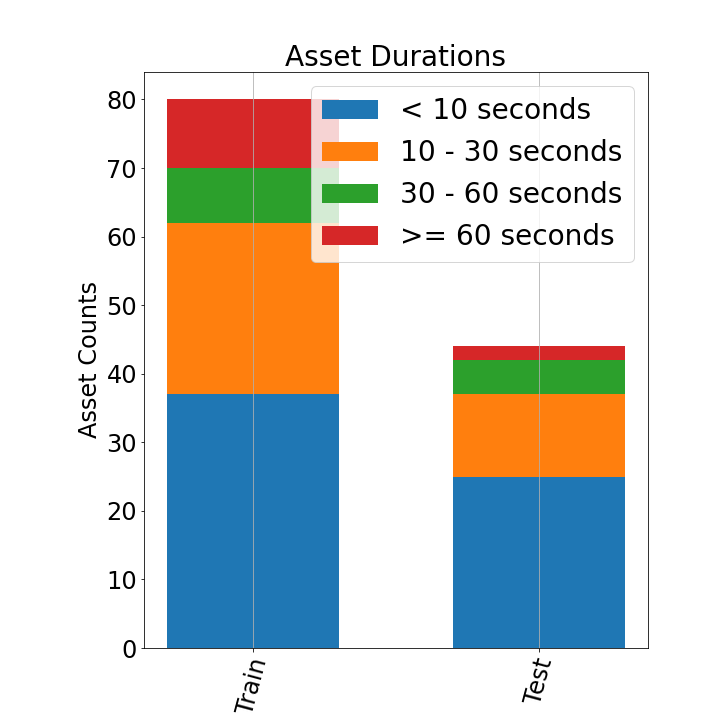 Asset Durations
< 10 seconds
10 - 30 seconds
30 - 60 seconds
>= 60 seconds
80
70
60
50
40
30
20
10
0
Asset Counts
Train
Test